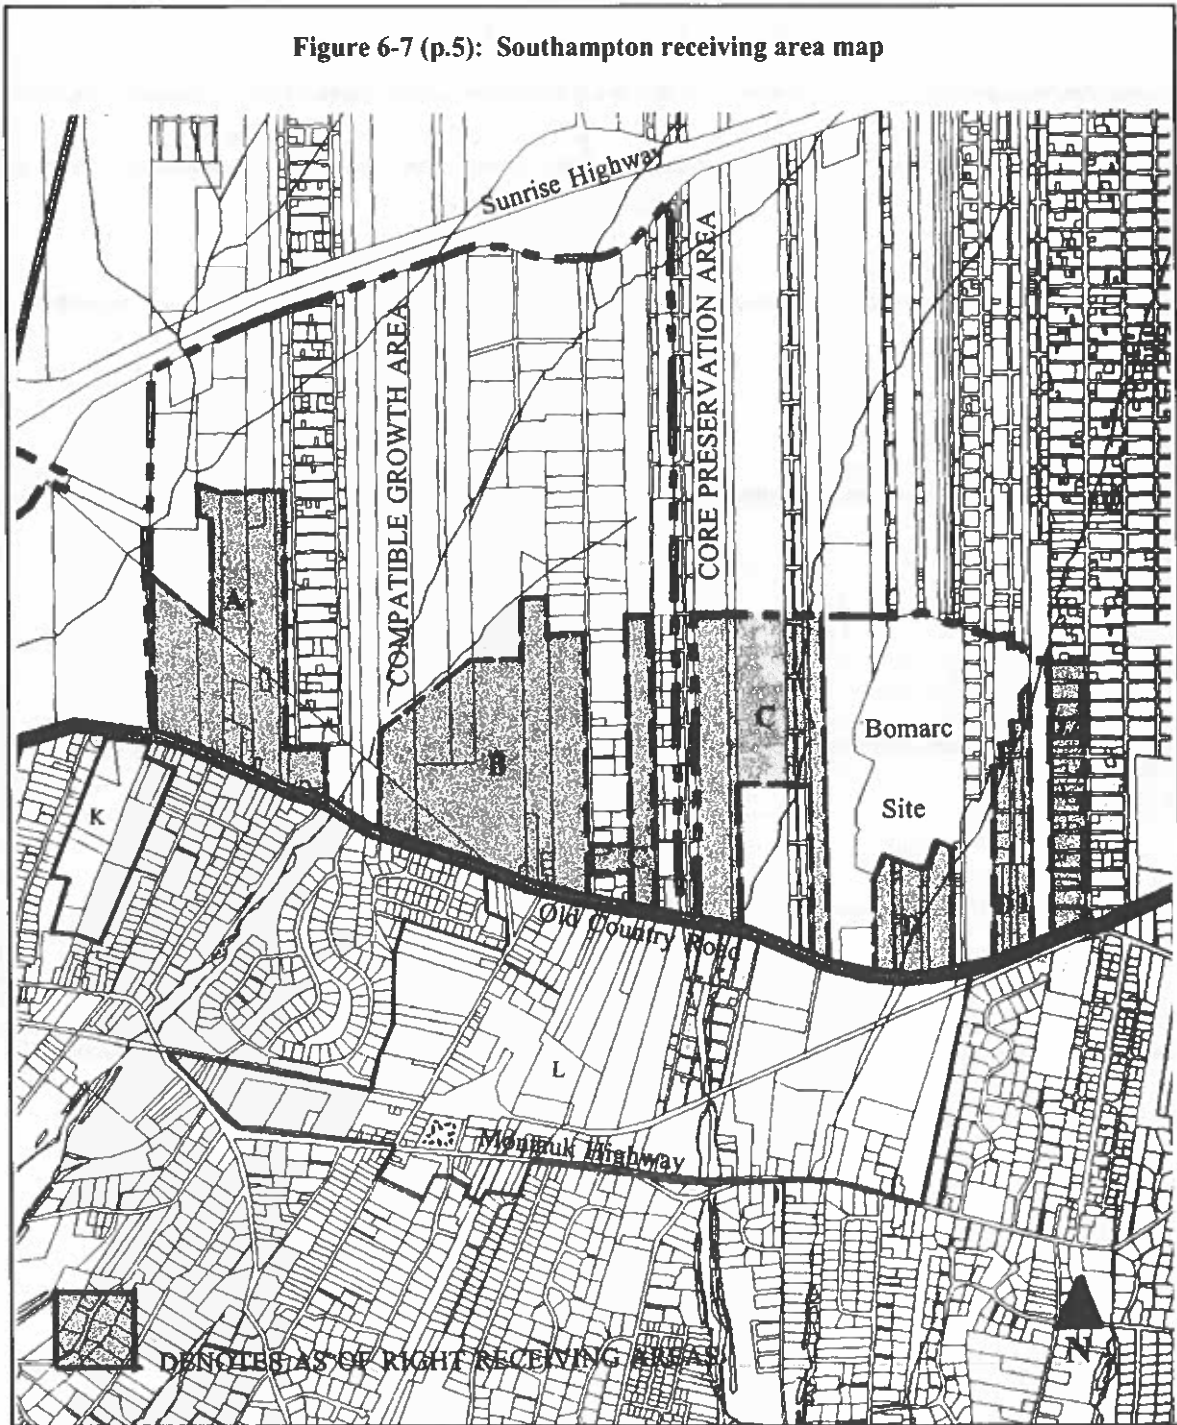 Figure 6-7 (p.5): Southampton receiving area map
Sunrise Highway
COMPATIBLE GROWTH AREA
CORE PRESERVATION AREA
A
B
C
Bomarc
Site
D
K
Old Country Road
L
Montauk Highway
DENOTES AS OF RIGHT RECEIVING AREAS
N